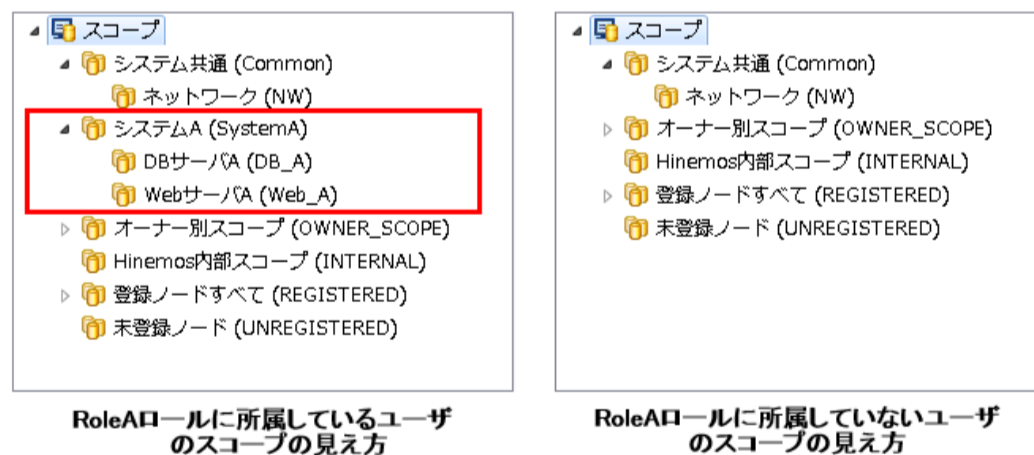 スコープ
システム共通 (Common)
ネットワーク (NW)
システムA (SystemA)
DBサーバA (DB_A)
WebサーバA (Web_A)
オーナー別スコープ (OWNER_SCOPE)
Hinemos内部スコープ (INTERNAL)
登録ノードすべて (REGISTERED)
未登録ノード (UNREGISTERED)
RoleAロールに所属しているユーザ
のスコープの見え方
スコープ
システム共通 (Common)
ネットワーク (NW)
オーナー別スコープ (OWNER_SCOPE)
Hinemos内部スコープ (INTERNAL)
登録ノードすべて (REGISTERED)
未登録ノード (UNREGISTERED)
RoleAロールに所属していないユーザ
のスコープの見え方